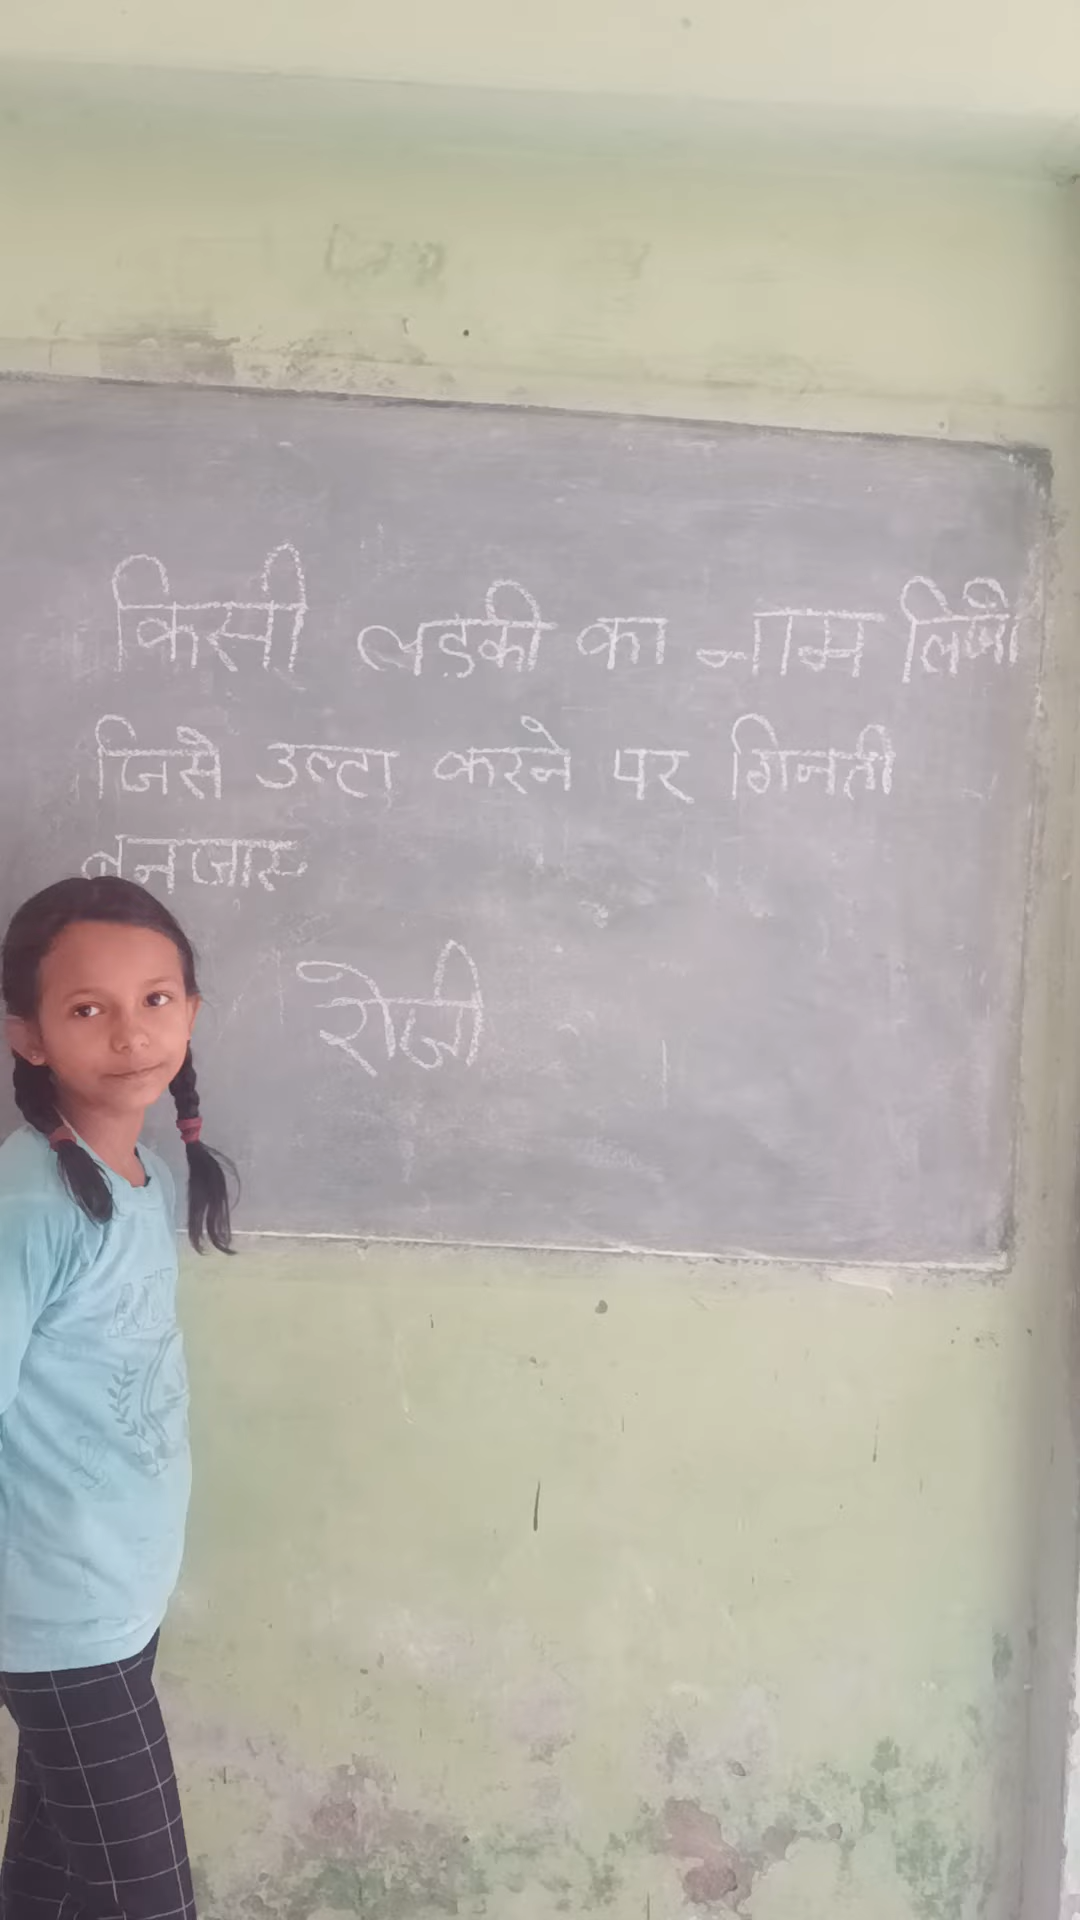 किसी लड़की का नाम लिखो
जिसे उल्टा करने पर गिनती
बन जाए
रोजी